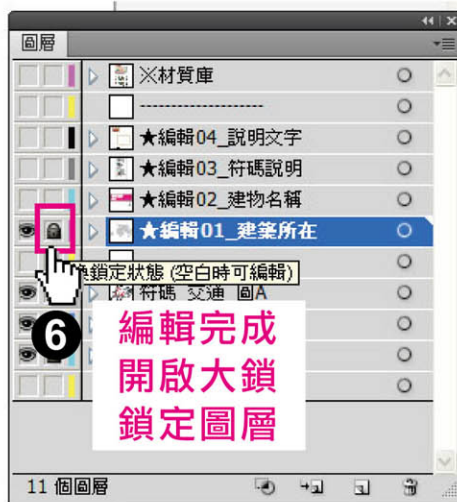 圖層
※材質庫
-------------------
★編輯04_說明文字
★編輯03_符碼說明
★編輯02_建物名稱
★編輯01_建築所在
換鎖定狀態 (空白時可編輯)
符碼 交通 圖A
6
編輯完成
開啟大鎖
鎖定圖層
11 個圖層